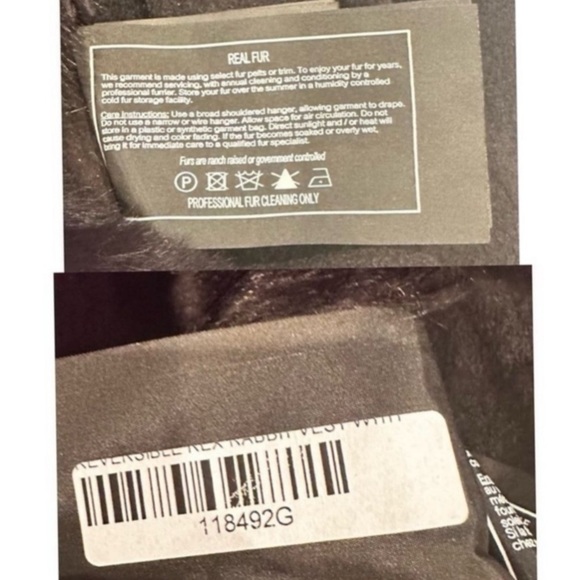 REAL FUR
This garment is made using select fur pelts or trim. To enjoy your fur for years,
we recommend servicing, with annual cleaning and conditioning by a
professional furrier. Store your fur over the summer in a humidity controlled
cold fur storage facility.
Care Instructions: Use a broad shouldered hanger, allowing garment to drape.
Do not use a narrow or wire hanger. Allow space for air circulation. Do not
store in a plastic or synthetic garment bag. Direct sunlight and / or heat will
cause drying and color fading. If the fur becomes soaked or overly wet,
bring it for immediate care to a qualified fur specialist.
Furs are ranch raised or government controlled
P
PROFESSIONAL FUR CLEANING ONLY
REVERSIBLE REX RABBIT VEST WITH
118492G